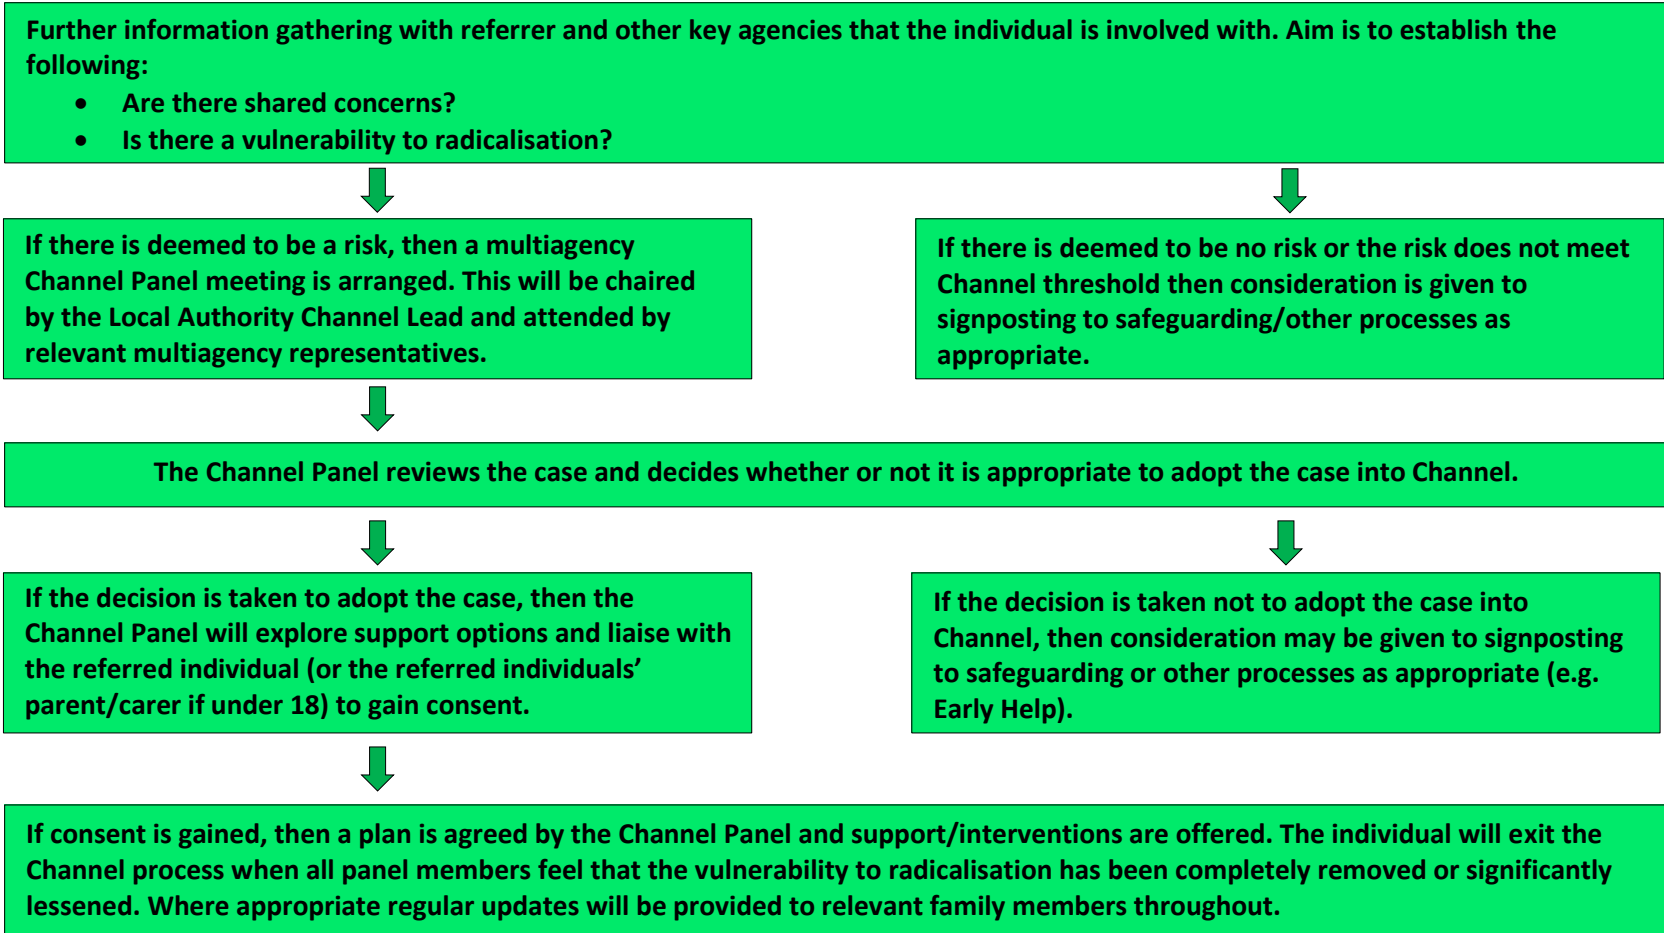 Further information gathering with referrer and other key agencies that the individual is involved with. Aim is to establish the
following:
• Are there shared concerns?
• Is there a vulnerability to radicalisation?
If there is deemed to be a risk, then a multiagency
Channel Panel meeting is arranged. This will be chaired
by the Local Authority Channel Lead and attended by
relevant multiagency representatives.
If there is deemed to be no risk or the risk does not meet
Channel threshold then consideration is given to
signposting to safeguarding/other processes as
appropriate.
The Channel Panel reviews the case and decides whether or not it is appropriate to adopt the case into Channel.
If the decision is taken to adopt the case, then the
Channel Panel will explore support options and liaise with
the referred individual (or the referred individuals’
parent/carer if under 18) to gain consent.
If the decision is taken not to adopt the case into
Channel, then consideration may be given to signposting
to safeguarding or other processes as appropriate (e.g.
Early Help).
If consent is gained, then a plan is agreed by the Channel Panel and support/interventions are offered. The individual will exit the
Channel process when all panel members feel that the vulnerability to radicalisation has been completely removed or significantly
lessened. Where appropriate regular updates will be provided to relevant family members throughout.